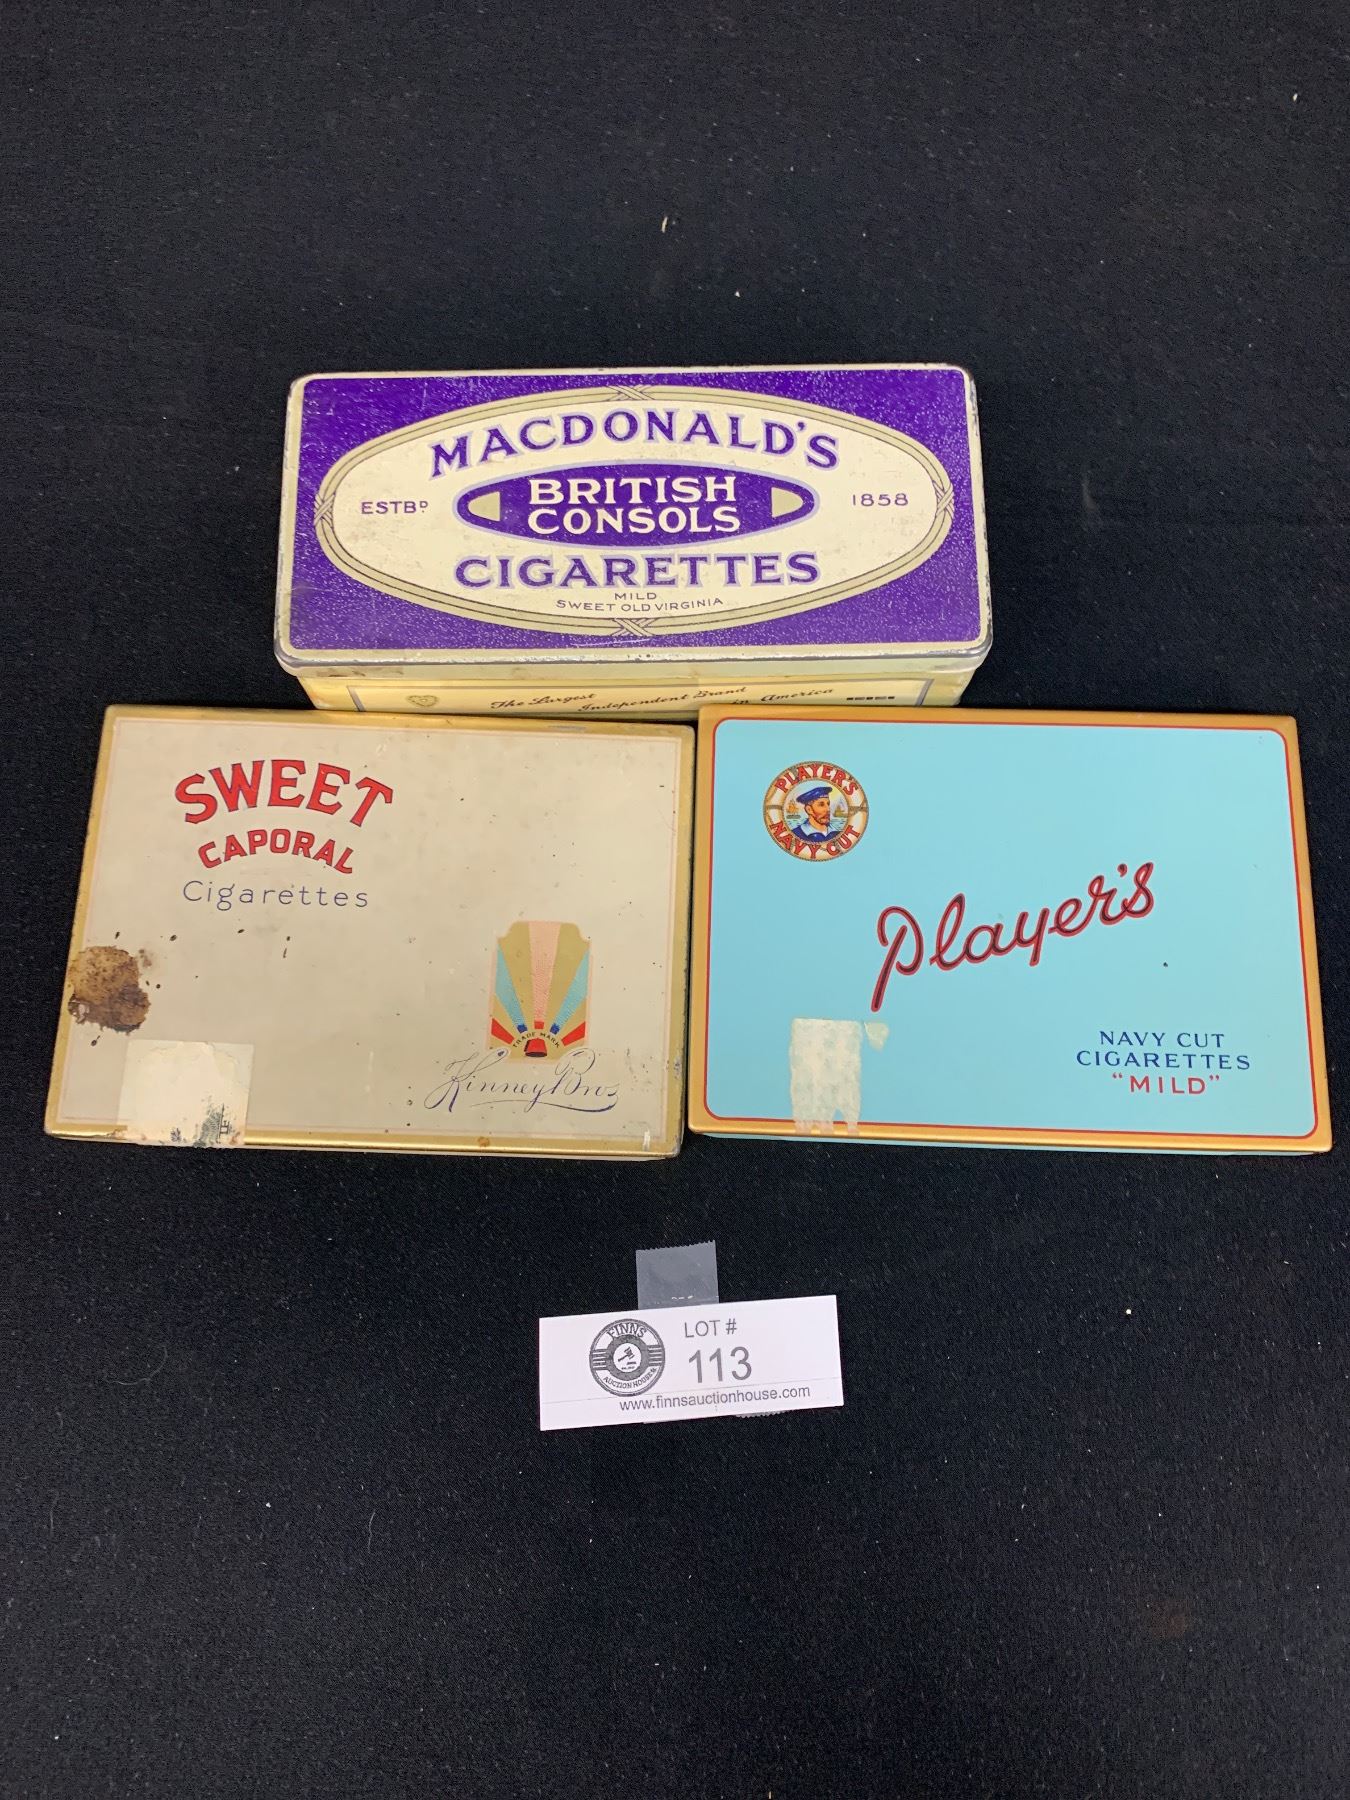 MACDONALD'S
ESTBD
BRITISH
CONSOLS
1858
CIGARETTES
MILD
SWEET OLD VIRGINIA
The Largest Independent Brand in America
SWEET
CAPORAL
Cigarettes
TRADE MARK
Kinney Bros
PLAYER'S
NAVY CUT
Player's
NAVY CUT
CIGARETTES
"MILD"
FINNS
AUCTION HOUSE
LOT #
113
www.finnsauctionhouse.com